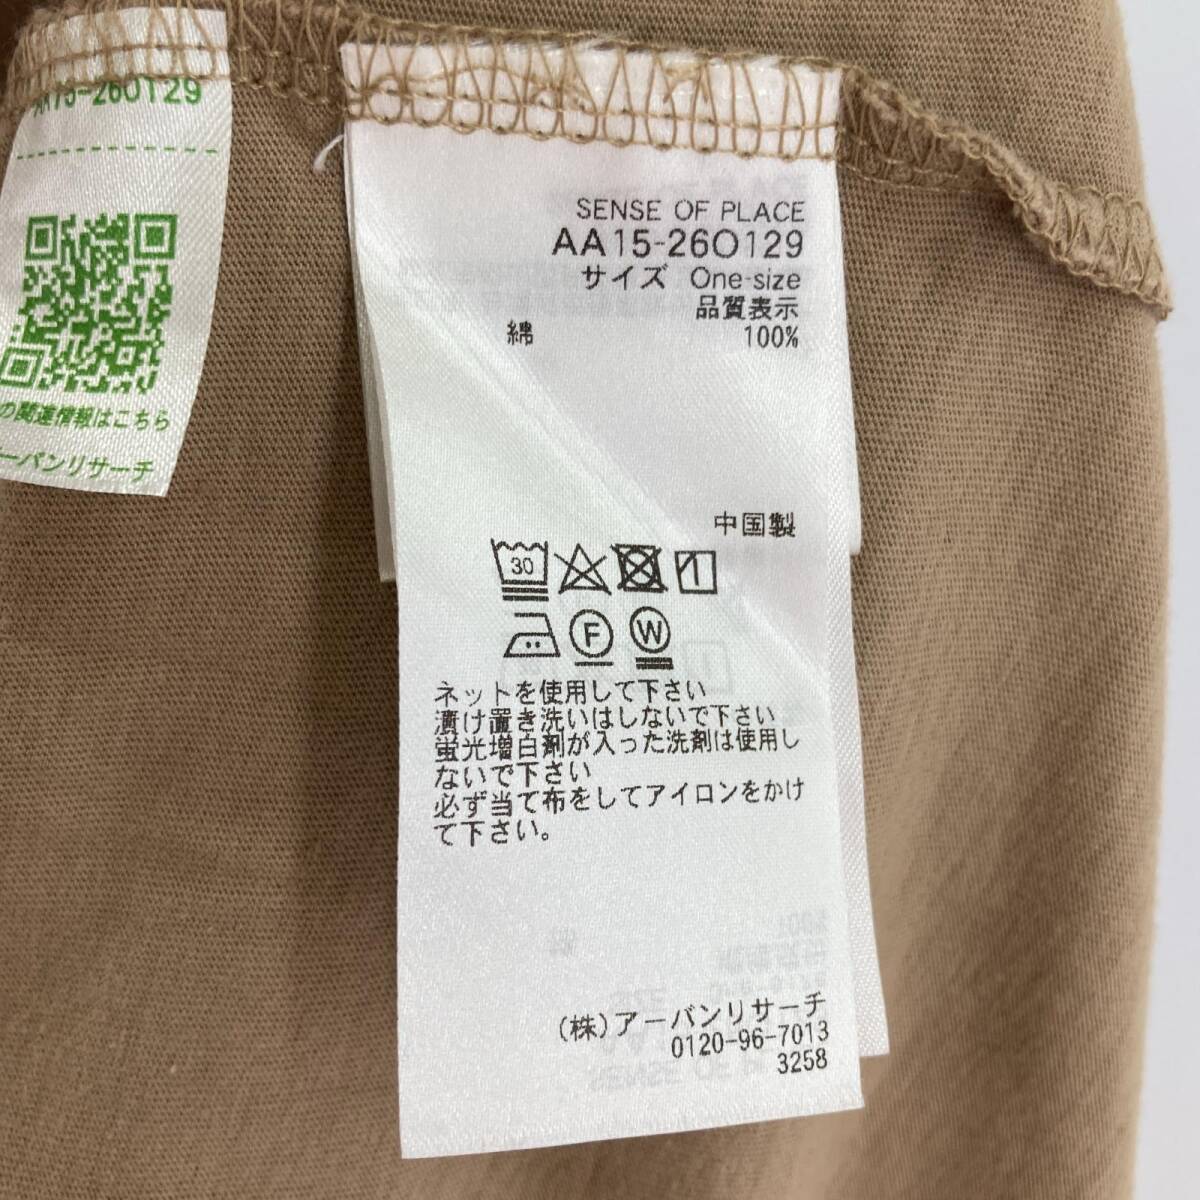 AA15-26O129
の関連情報はこちら
ーバンリサーチ
SENSE OF PLACE
AA15-26O129
サイズ One-size
品質表示
綿 100%
中国製
30
F W
ネットを使用して下さい
漬け置き洗いはしないで下さい
蛍光増白剤が入った洗剤は使用し
ないで下さい
必ず当て布をしてアイロンをかけ
て下さい。
(株)アーバンリサーチ
0120-96-7013
3258